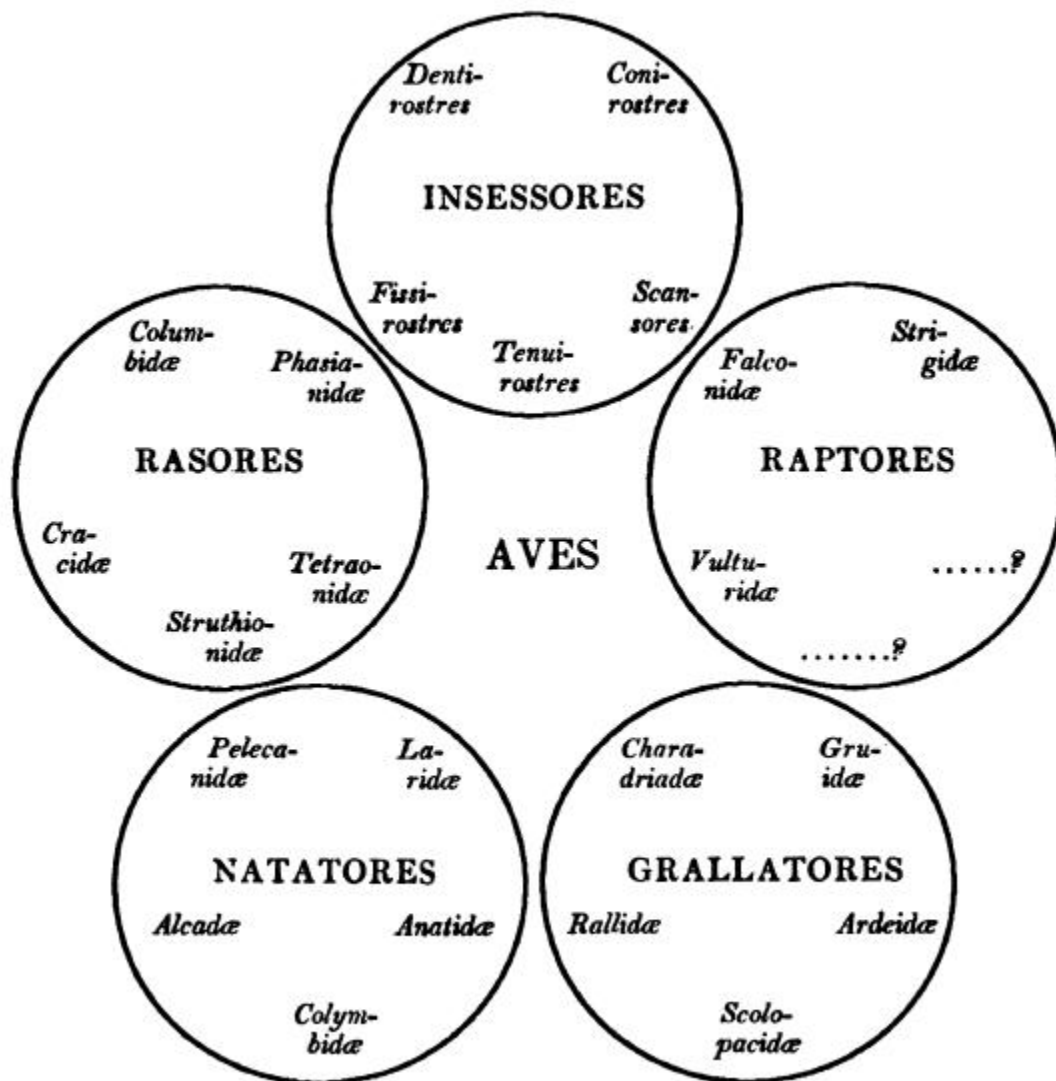 Denti-
rostres
Coni-
rostres
INSESSORES
Fissi-
rostres
Tenui-
rostres
Scan-
sores
Colum-
bidæ
Phasia-
nidæ
RASORES
Cra-
cidæ
Struthio-
nidæ
Tetrao-
nidæ
Falco-
nidæ
Stri-
gidæ
RAPTORES
Vultu-
ridæ
......?
.......?
AVES
Peleca-
nidæ
La-
ridæ
NATATORES
Alcadæ
Anatidæ
Colym-
bidæ
Chara-
driadæ
Gru-
idæ
GRALLATORES
Rallidæ
Ardeidæ
Scolo-
pacidæ